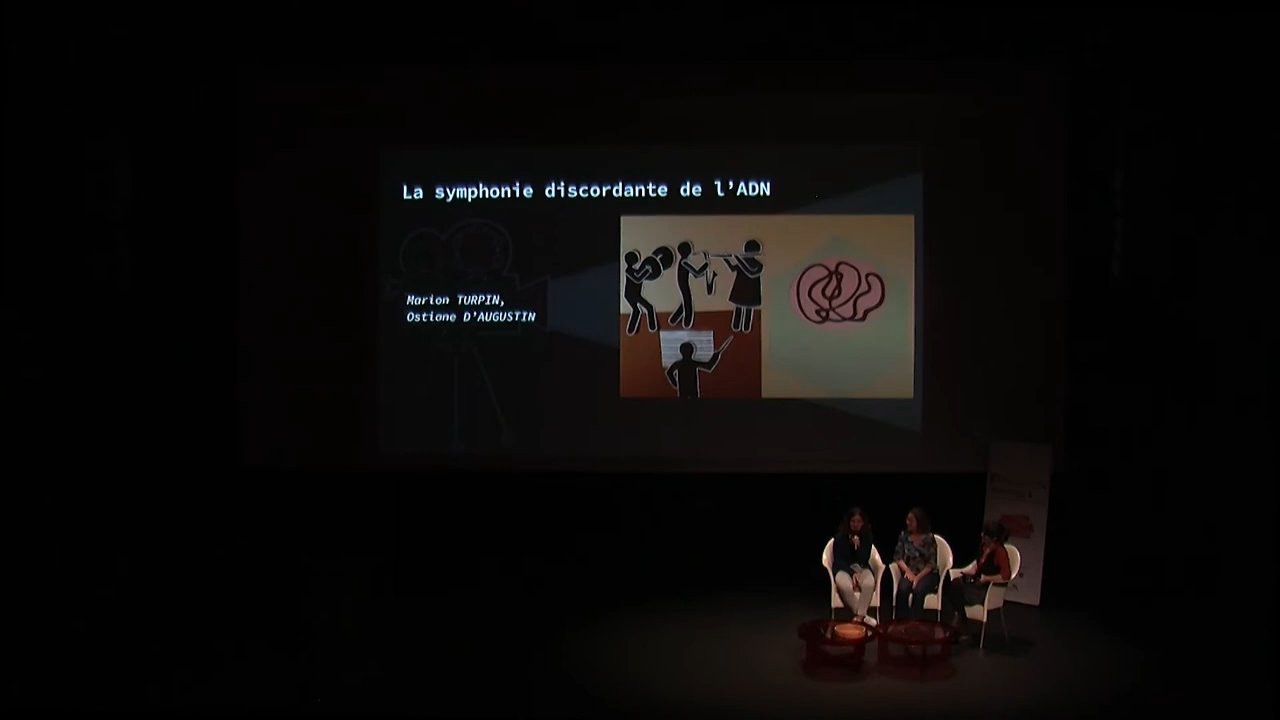 La symphonie discordante de l'ADN
Marion TURPIN,
Ostiane D'AUGUSTIN